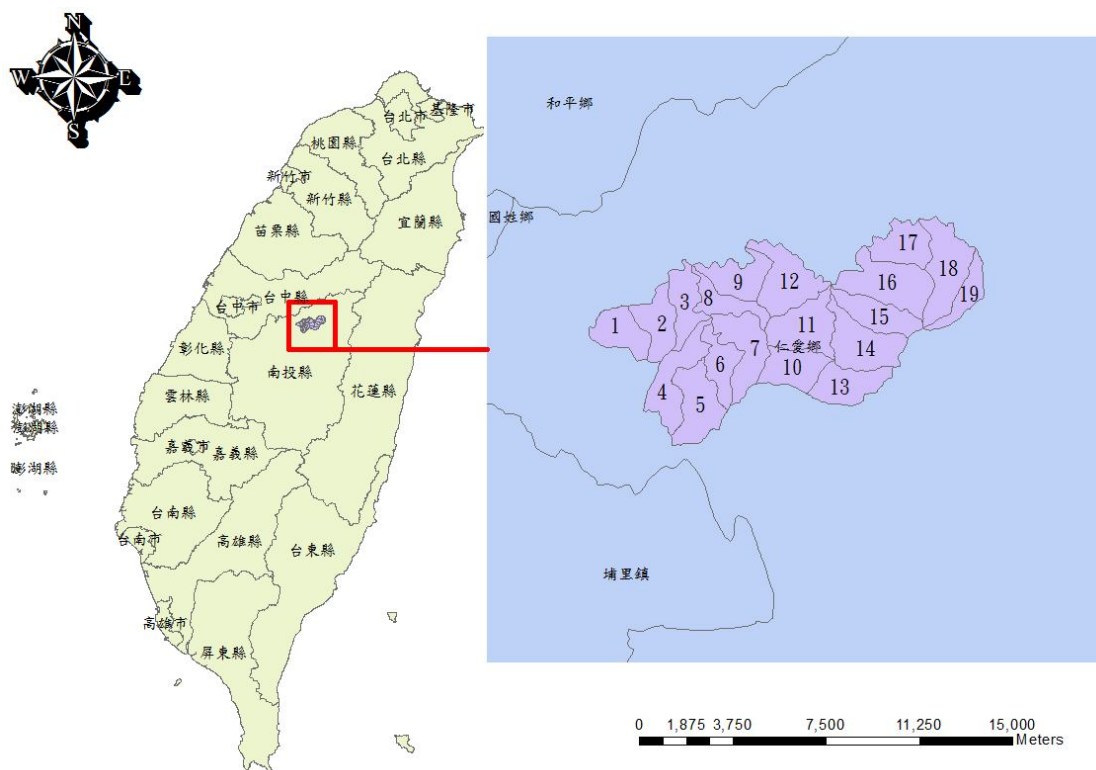 N
W E
S
基隆市
台北市
桃園縣
台北縣
新竹市
新竹縣
宜蘭縣
苗栗縣
台中縣
台中市
彰化縣
南投縣
花蓮縣
雲林縣
澎湖縣
澎湖縣
嘉義市
嘉義縣
澎湖縣
台南縣
台南市
高雄縣
台東縣
高雄市
屏東縣
和平鄉
國姓鄉
17
18
12
9
16
19
3
8
1
2
11
15
7
仁愛鄉
14
6
10
4
13
5
埔里鎮
0 1,875 3,750 7,500 11,250 15,000
Meters